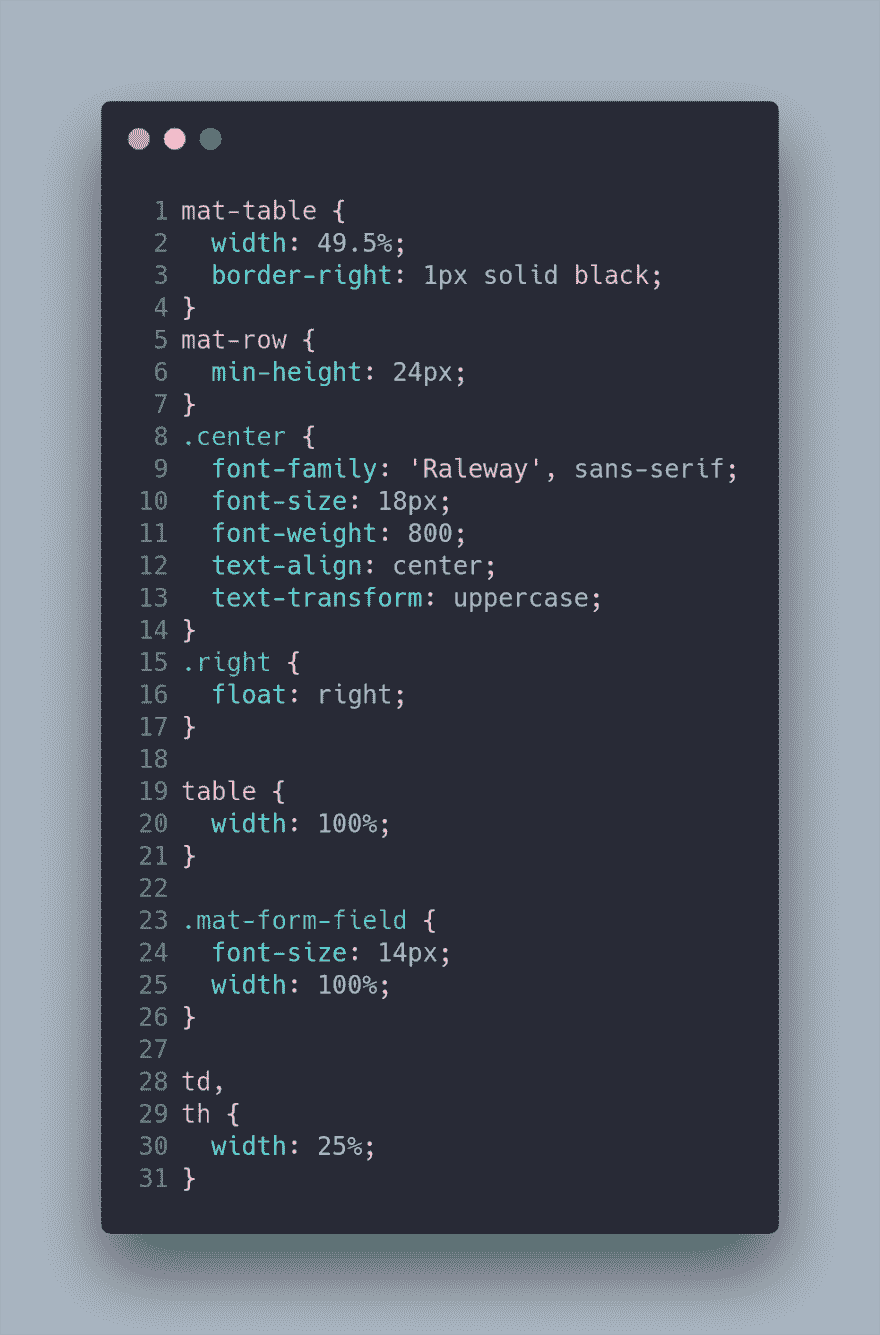 1 mat-table {
2   width: 49.5%;
3   border-right: 1px solid black;
4 }
5 mat-row {
6   min-height: 24px;
7 }
8 .center {
9   font-family: 'Raleway', sans-serif;
10   font-size: 18px;
11   font-weight: 800;
12   text-align: center;
13   text-transform: uppercase;
14 }
15 .right {
16   float: right;
17 }
18
19 table {
20   width: 100%;
21 }
22
23 .mat-form-field {
24   font-size: 14px;
25   width: 100%;
26 }
27
28 td,
29 th {
30   width: 25%;
31 }